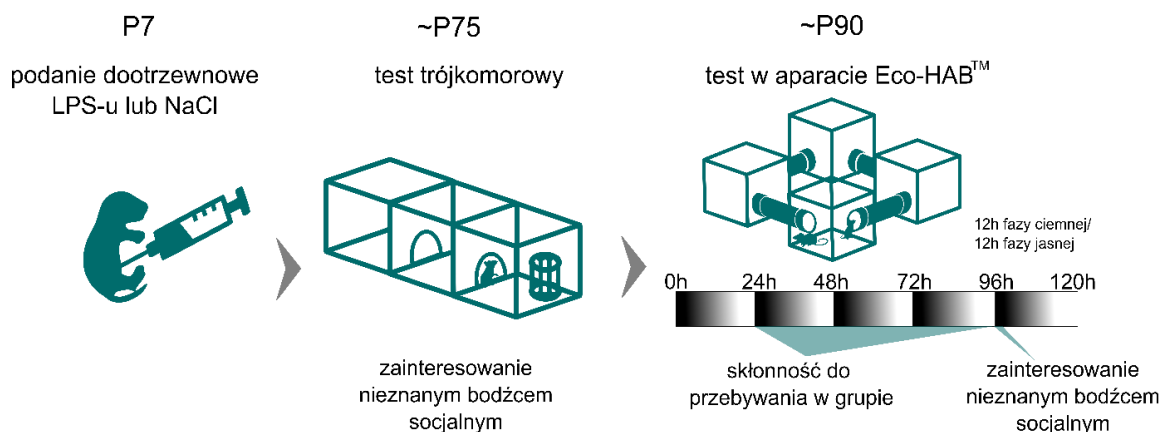 P7
podanie dootrzewnowe
LPS-u lub NaCl
~P75
test trójkomorowy
zainteresowanie
nieznanym bodźcem
socjalnym
~P90
test w aparacie Eco-HAB™
12h fazy ciemnej/
12h fazy jasnej
0h 24h 48h 72h 96h 120h
skłonność do
przebywania w grupie
zainteresowanie
nieznanym bodźcem
socjalnym